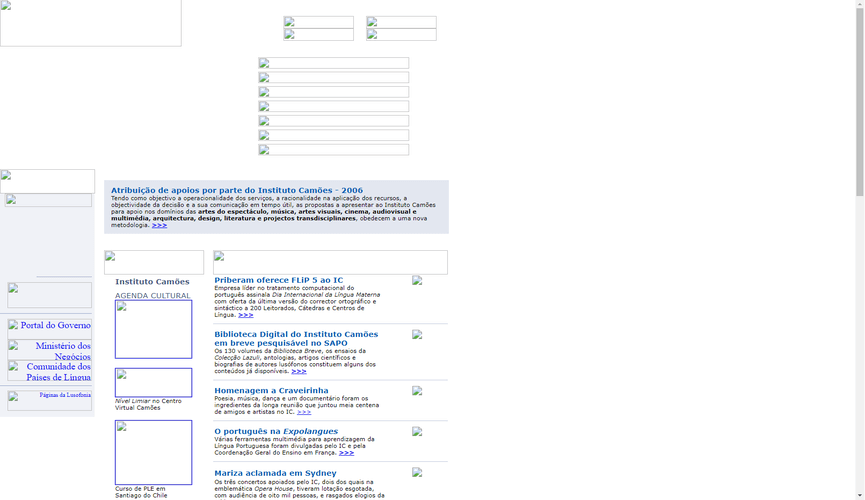 Atribuição de apoios por parte do Instituto Camões - 2006
Tendo como objectivo a operacionalidade dos serviços, a racionalidade na aplicação dos recursos, a
objectividade da decisão e a sua comunicação em tempo útil, as propostas a apresentar ao Instituto Camões
para apoio nos domínios das artes do espectáculo, música, artes visuais, cinema, audiovisual e
multimédia, arquitectura, design, literatura e projectos transdisciplinares, obedecem a uma nova
metodologia. >>>
Portal do Governo
Ministério dos
Negócios
Comunidade dos
Países de Língua
Páginas da Lusofonia
Instituto Camões
AGENDA CULTURAL
Nível Limiar no Centro
Virtual Camões
Curso de PLE em
Santiago do Chile
Priberam oferece FLiP 5 ao IC
Empresa líder no tratamento computacional do
português assinala Dia Internacional da Língua Materna
com oferta da última versão do corrector ortográfico e
sintáctico a 200 Leitorados, Cátedras e Centros de
Língua. >>>
Biblioteca Digital do Instituto Camões
em breve pesquisável no SAPO
Os 130 volumes da Biblioteca Breve, os ensaios da
Colecção Lazuli, antologias, artigos científicos e
biografias de autores lusófonos constituem alguns dos
conteúdos já disponíveis. >>>
Homenagem a Craveirinha
Poesia, música, dança e um documentário foram os
ingredientes da longa reunião que juntou meia centena
de amigos e artistas no IC. >>>
O português na Expolangues
Várias ferramentas multimédia para aprendizagem da
Língua Portuguesa foram divulgadas pelo IC e pela
Coordenação Geral do Ensino em França. >>>
Mariza aclamada em Sydney
Os três concertos apoiados pelo IC, dois dos quais na
emblemática Opera House, tiveram lotação esgotada,
com audiência de oito mil pessoas, e rasgados elogios da